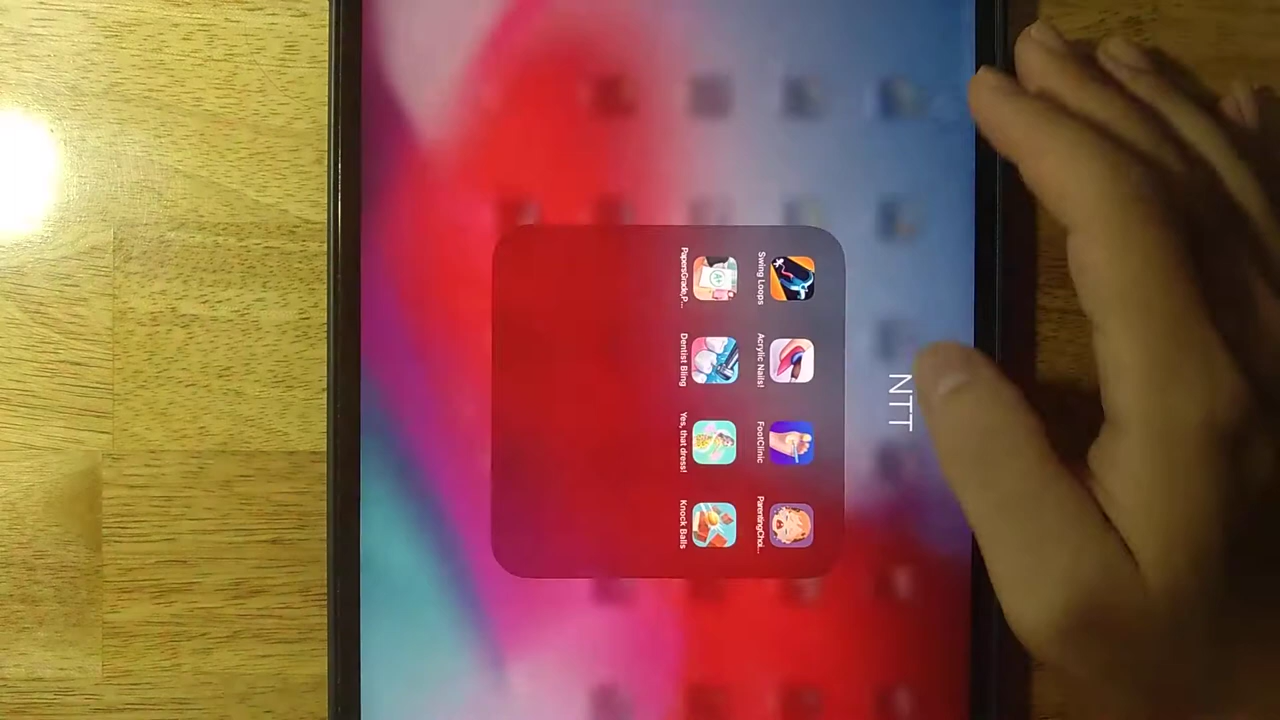 NTT
Swing Loops
Acrylic Nails!
FootClinic
ParentingChoi...
PapersGrade,P...
Dentist Bling
Yes, that dress!
Knock Balls